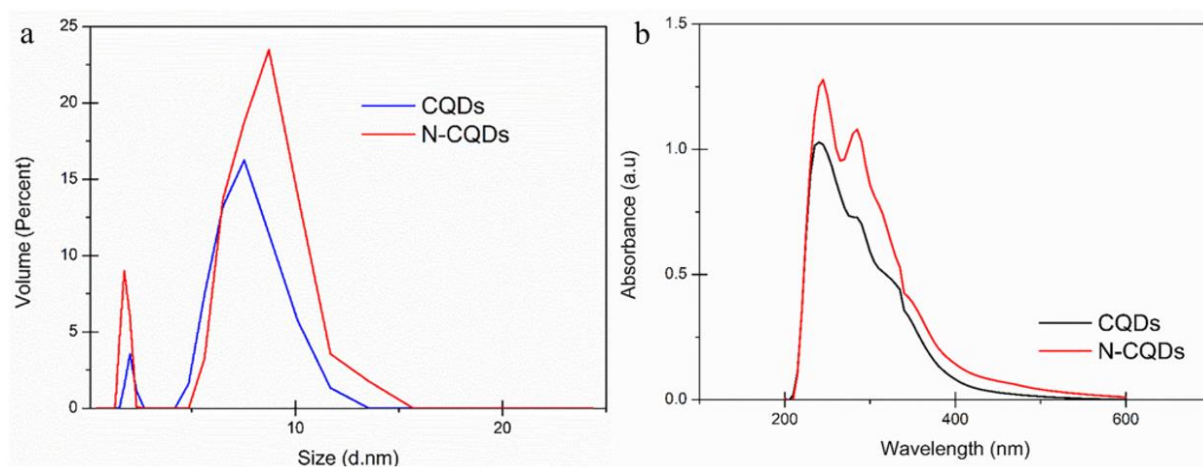 a
25
20
15
10
5
0
Volume (Percent)
CQDs
N-CQDs
10
20
Size (d.nm)
b
1.5
1.0
0.5
0.0
Absorbance (a.u)
CQDs
N-CQDs
200
400
600
Wavelength (nm)